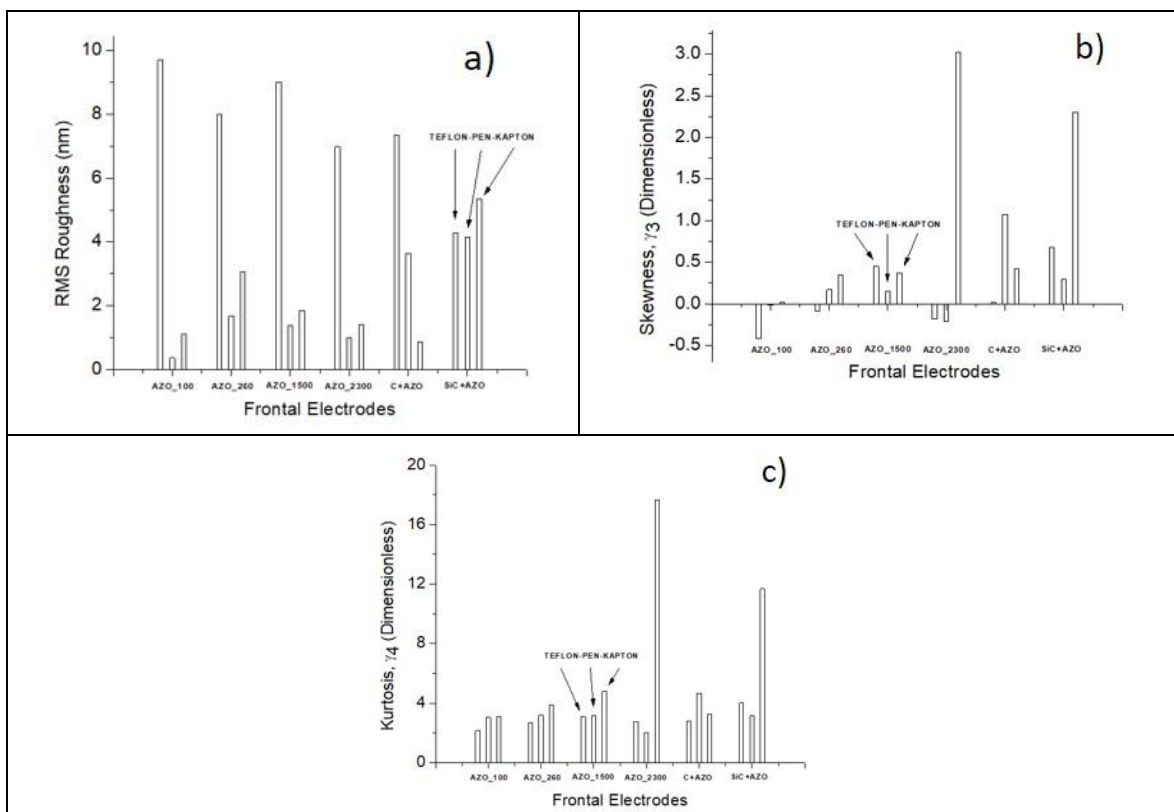 a)
RMS Roughness (nm)
10
8
6
4
2
0
TEFLON-PEN-KAPTON
AZO_100 AZO_260 AZO_1500 AZO_2300 C+AZO SiC+AZO
Frontal Electrodes
b)
Skewness, γ3 (Dimensionless)
3.0
2.5
2.0
1.5
1.0
0.5
0.0
-0.5
TEFLON-PEN-KAPTON
AZO_100 AZO_260 AZO_1500 AZO_2300 C+AZO SiC+AZO
Frontal Electrodes
c)
Kurtosis, γ4 (Dimensionless)
20
16
12
8
4
0
TEFLON-PEN-KAPTON
AZO_100 AZO_260 AZO_1500 AZO_2300 C+AZO SiC+AZO
Frontal Electrodes